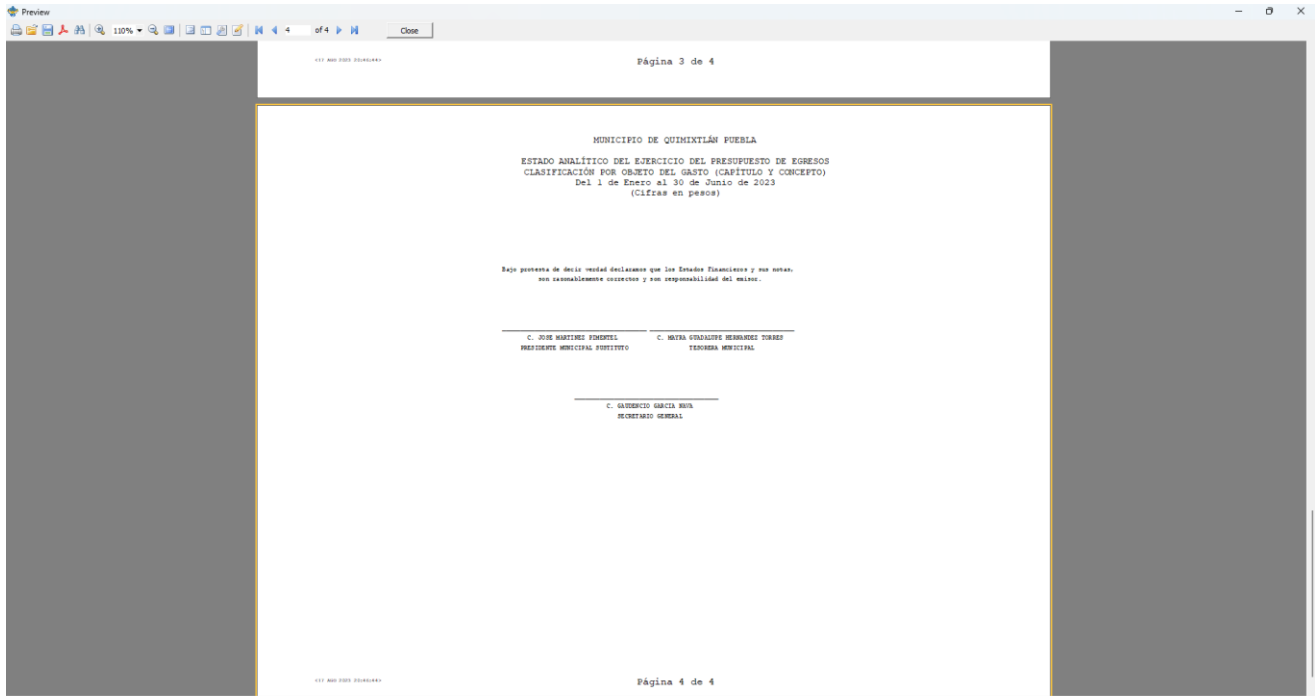 Preview
110%
4 of 4
Close
Página 3 de 4
MUNICIPIO DE QUIMIXTLÁN PUEBLA
ESTADO ANALÍTICO DEL EJERCICIO DEL PRESUPUESTO DE EGRESOS
CLASIFICACIÓN POR OBJETO DEL GASTO (CAPÍTULO Y CONCEPTO)
Del 1 de Enero al 30 de Junio de 2023
(Cifras en pesos)
Bajo protesta de decir verdad declaramos que los Estados Financieros y sus notas,
son razonablemente correctos y son responsabilidad del emisor.
C. JOSE MARTINEZ PIMENTEL C. MAYRA GUADALUPE HERNANDEZ TORRES
PRESIDENTE MUNICIPAL SUSTITUTO TESORERA MUNICIPAL
C. GAUDENCIO GARCIA NAVA
SECRETARIO GENERAL
Página 4 de 4